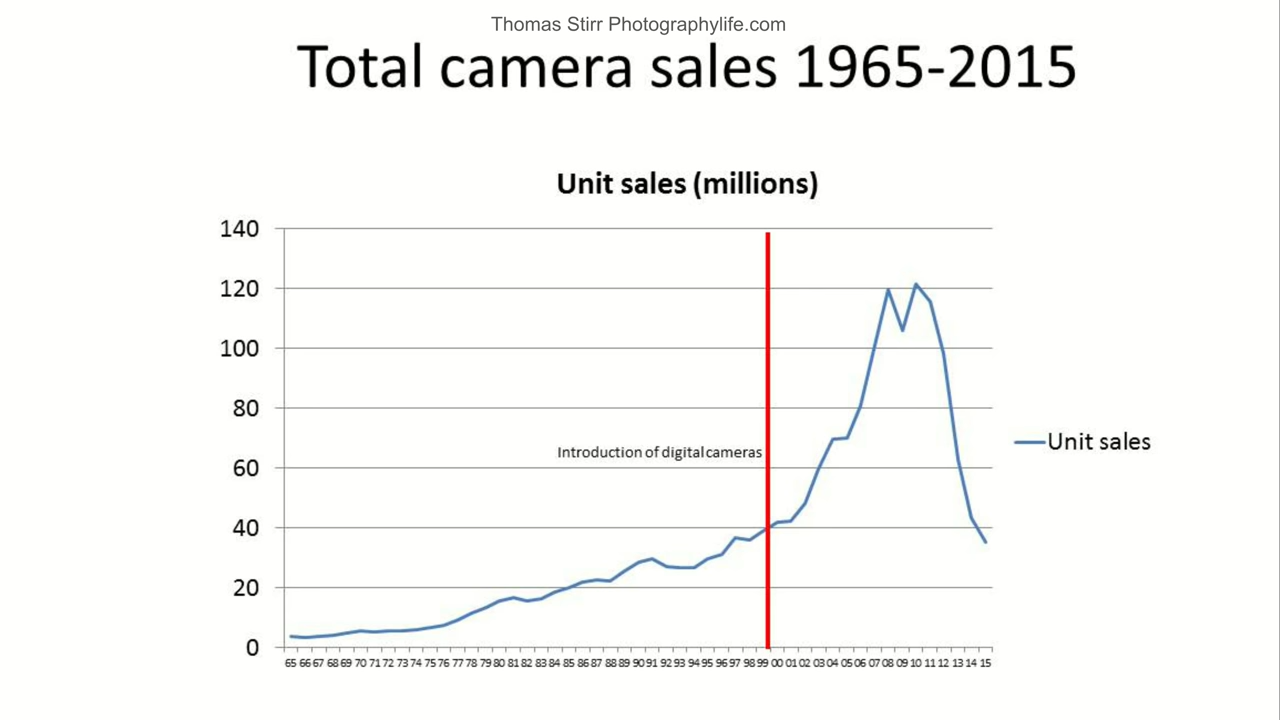 Thomas Stirr Photographylife.com
Total camera sales 1965-2015
Unit sales (millions)
140
120
100
80
60
40
20
0
Introduction of digital cameras
Unit sales
65 66 67 68 69 70 71 72 73 74 75 76 77 78 79 80 81 82 83 84 85 86 87 88 89 90 91 92 93 94 95 96 97 98 99 00 01 02 03 04 05 06 07 08 09 10 11 12 13 14 15